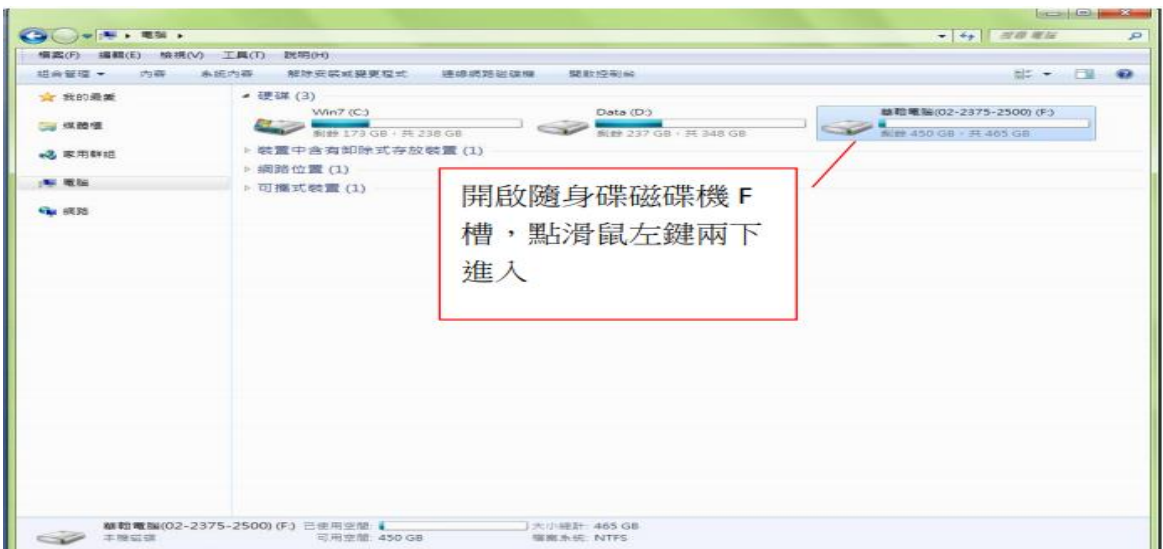 電腦
搜尋 電腦
檔案(F) 編輯(E) 檢視(V) 工具(T) 說明(H)
組合管理 內容 系統內容 解除安裝或變更程式 連線網路磁碟機 開啟控制台
我的最愛
媒體櫃
家用群組
電腦
網路
硬碟 (3)
Win7 (C:)
剩餘 173 GB，共 238 GB
Data (D:)
剩餘 237 GB，共 348 GB
電腦(02-2375-2500) (F:)
剩餘 450 GB，共 465 GB
裝置中含有卸除式存放裝置 (1)
網路位置 (1)
可攜式裝置 (1)
開啟隨身碟磁碟機 F
槽，點滑鼠左鍵兩下
進入
電腦(02-2375-2500) (F:) 已使用空間: 大小總計: 465 GB
本機磁碟 可用空間: 450 GB 檔案系統: NTFS